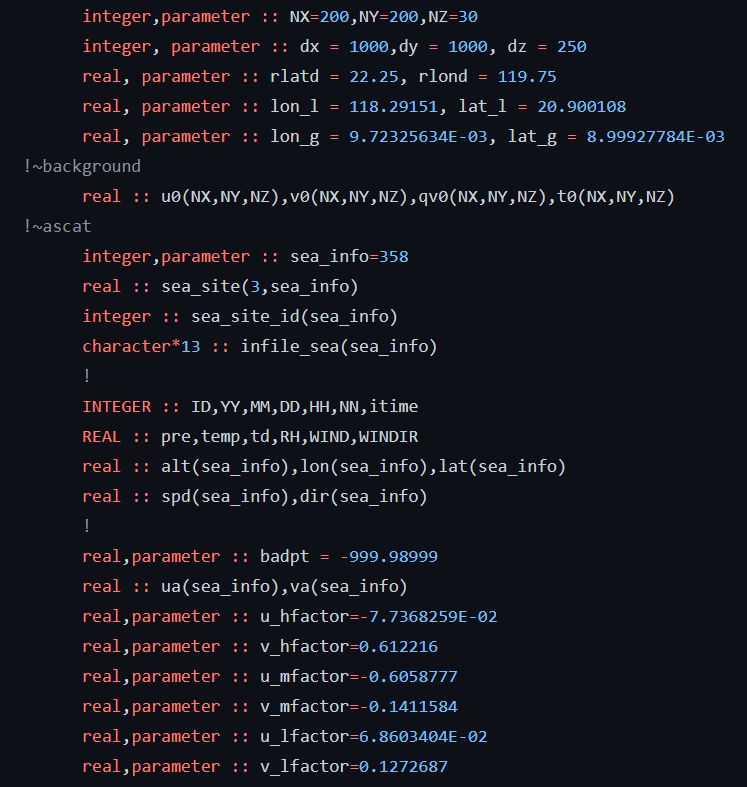 integer,parameter :: NX=200,NY=200,NZ=30
integer, parameter :: dx = 1000,dy = 1000, dz = 250
real, parameter :: rlatd = 22.25, rlond = 119.75
real, parameter :: lon_l = 118.29151, lat_l = 20.900108
real, parameter :: lon_g = 9.72325634E-03, lat_g = 8.99927784E-03
!~background
real :: u0(NX,NY,NZ),v0(NX,NY,NZ),qv0(NX,NY,NZ),t0(NX,NY,NZ)
!~ascat
integer,parameter :: sea_info=358
real :: sea_site(3,sea_info)
integer :: sea_site_id(sea_info)
character*13 :: infile_sea(sea_info)
!
INTEGER :: ID,YY,MM,DD,HH,NN,itime
REAL :: pre,temp,td,RH,WIND,WINDIR
real :: alt(sea_info),lon(sea_info),lat(sea_info)
real :: spd(sea_info),dir(sea_info)
!
real,parameter :: badpt = -999.98999
real :: ua(sea_info),va(sea_info)
real,parameter :: u_hfactor=-7.7368259E-02
real,parameter :: v_hfactor=0.612216
real,parameter :: u_mfactor=-0.6058777
real,parameter :: v_mfactor=-0.1411584
real,parameter :: u_lfactor=6.8603404E-02
real,parameter :: v_lfactor=0.1272687